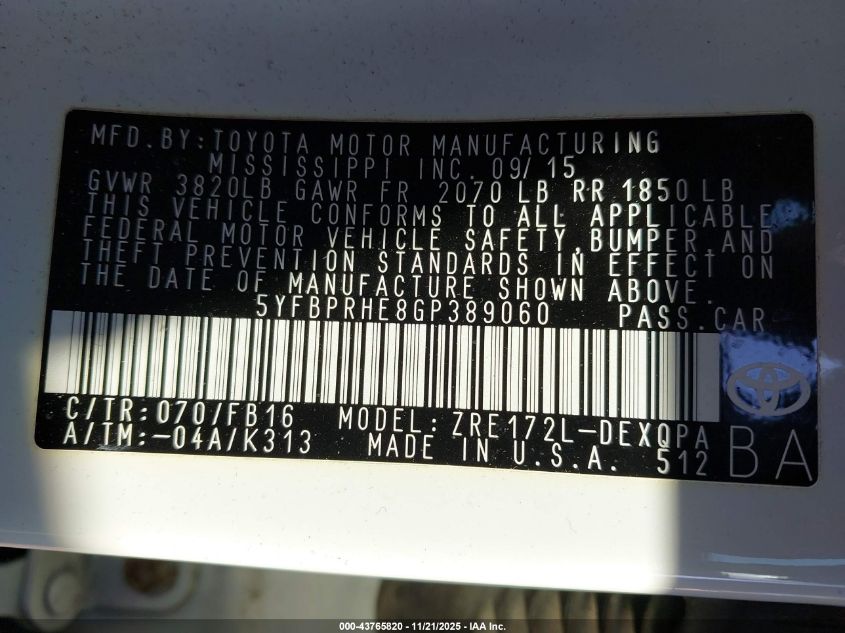 MFD.BY:TOYOTA MOTOR MANUFACTURING
MISSISSIPPI INC. 09/15
GVWR 3820LB GAWR FR 2070 LB RR 1850 LB
THIS VEHICLE CONFORMS TO ALL APPLICABLE
FEDERAL MOTOR VEHICLE SAFETY,BUMPER,AND
THEFT PREVENTION STANDARDS IN EFFECT ON
THE DATE OF MANUFACTURE SHOWN ABOVE.
5YFBPRHE8GP389060 PASS.CAR
C/TR:070/FB16 MODEL:ZRE172L-DEXQPA
A/TM:-04A/K313 MADE IN U.S.A. 512 BA
000-43765820 - 11/21/2025 - IAA Inc.